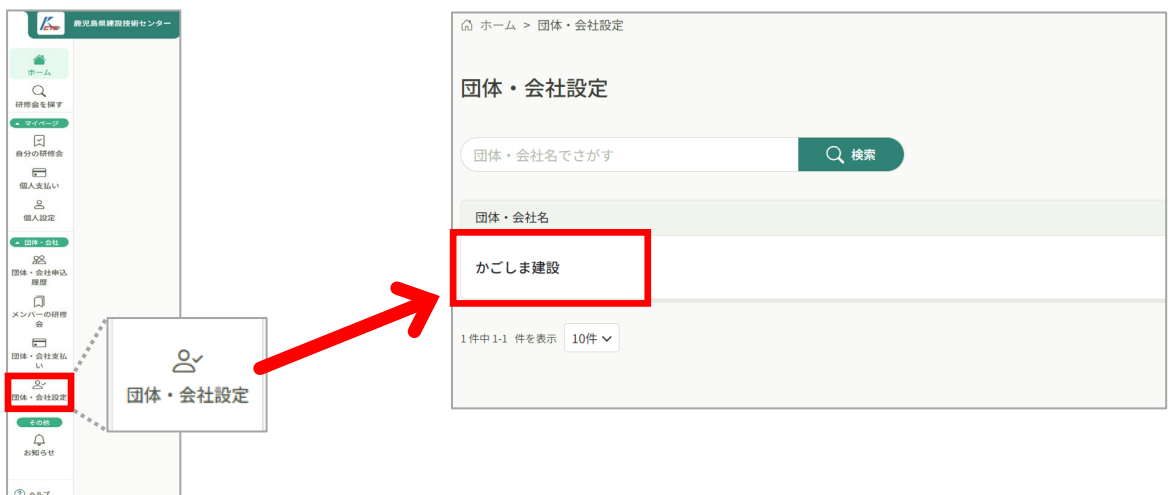 鹿児島県建設技術センター
ホーム
研修会を探す
マイページ
自分の研修会
個人支払い
個人設定
団体・会社
団体・会社申込
履歴
メンバーの研修
会
団体・会社支払
い
団体・会社設定
その他
お知らせ
ヘルプ
団体・会社設定
ホーム > 団体・会社設定
団体・会社設定
団体・会社名でさがす
検索
団体・会社名
かごしま建設
1 件中 1-1 件を表示 10件